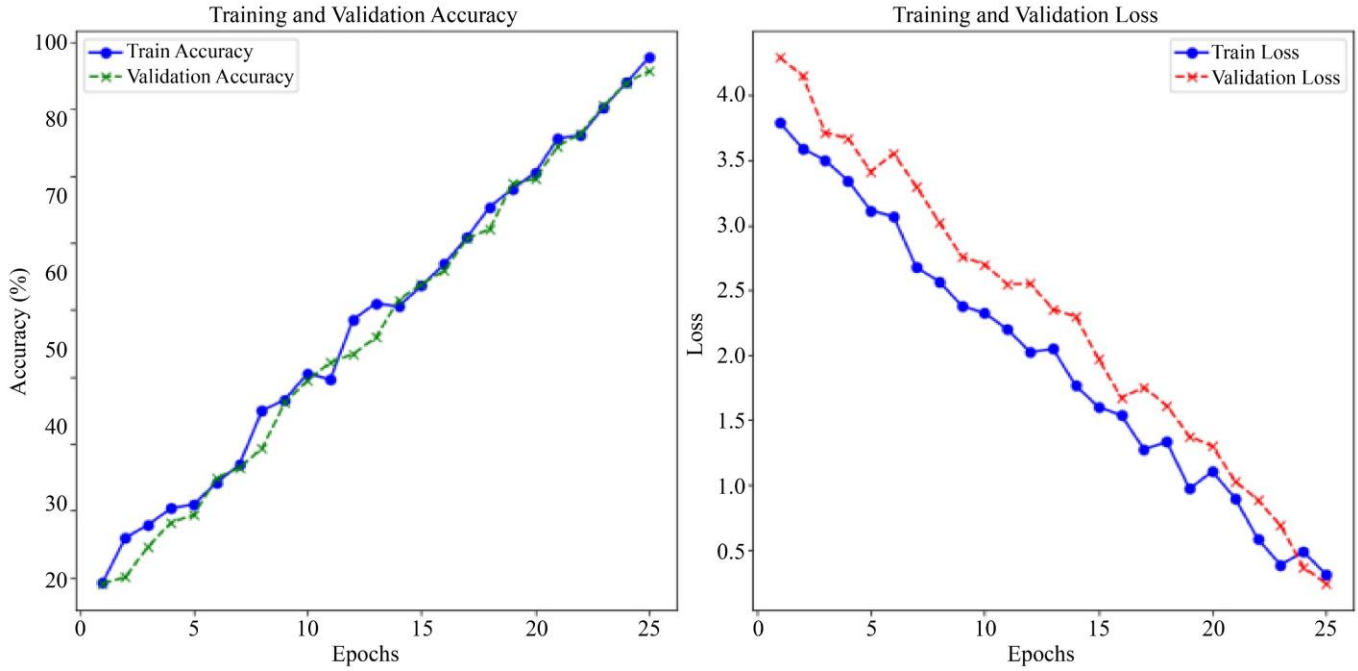 Training and Validation Accuracy
Train Accuracy
Validation Accuracy
100
80
70
60
50
40
30
20
Accuracy (%)
0 5 10 15 20 25
Epochs
Training and Validation Loss
Train Loss
Validation Loss
4.0
3.5
3.0
2.5
2.0
1.5
1.0
0.5
Loss
0 5 10 15 20 25
Epochs